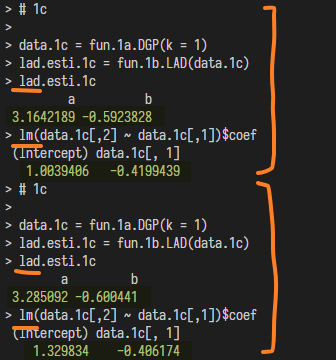 > # 1c
>
> data.1c = fun.1a.DGP(k = 1)
> lad.esti.1c = fun.1b.LAD(data.1c)
> lad.esti.1c
a b
3.1642189 -0.5923828
> lm(data.1c[,2] ~ data.1c[,1])$coef
(Intercept) data.1c[, 1]
1.0039406 -0.4199439
> # 1c
>
> data.1c = fun.1a.DGP(k = 1)
> lad.esti.1c = fun.1b.LAD(data.1c)
> lad.esti.1c
a b
3.285092 -0.600441
> lm(data.1c[,2] ~ data.1c[,1])$coef
(Intercept) data.1c[, 1]
1.329834 -0.406174